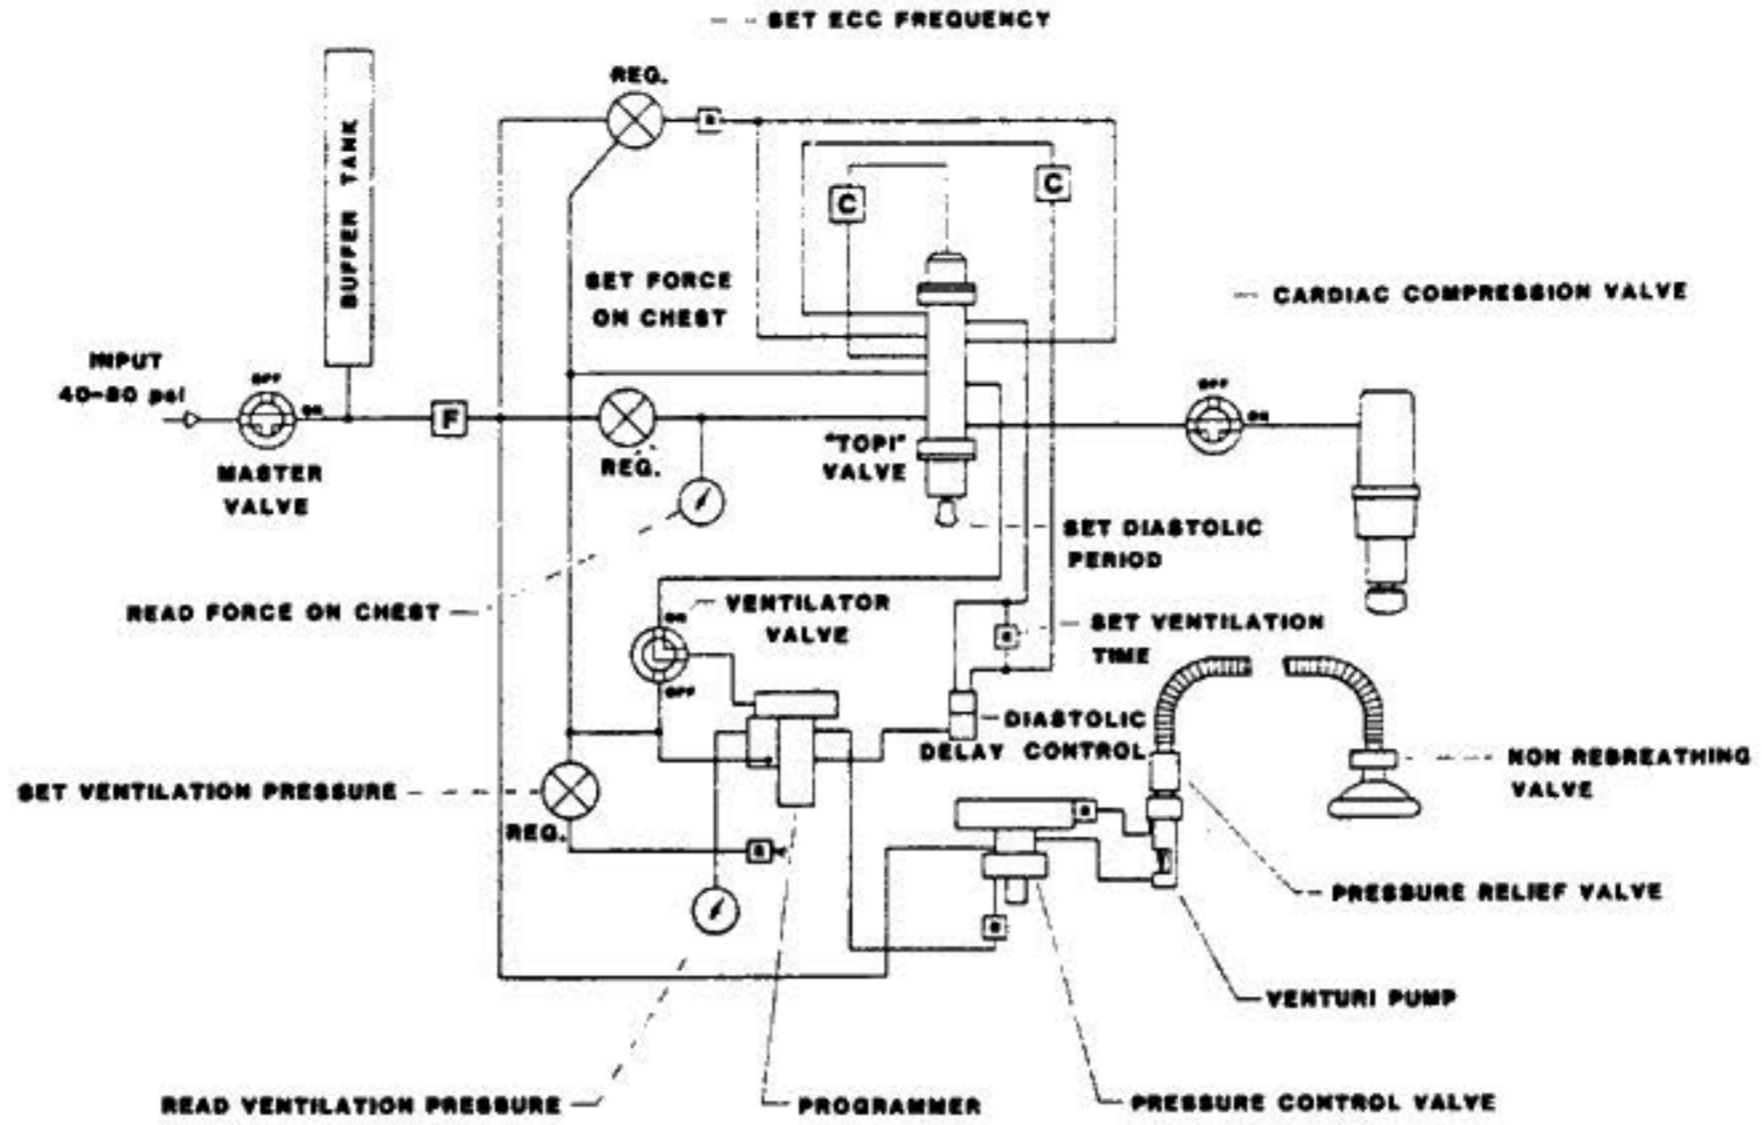 SET ECC FREQUENCY
REG.
BUFFER TANK
C
C
SET FORCE
ON CHEST
CARDIAC COMPRESSION VALVE
INPUT
40-80 psi
OFF
ON
F
OFF
ON
MASTER
VALVE
REG.
"TOPI"
VALVE
SET DIASTOLIC
PERIOD
READ FORCE ON CHEST
ON
VENTILATOR
VALVE
SET VENTILATION
TIME
OFF
DIASTOLIC
DELAY CONTROL
NON REBREATHING
VALVE
SET VENTILATION PRESSURE
REG.
PRESSURE RELIEF VALVE
VENTURI PUMP
READ VENTILATION PRESSURE
PROGRAMMER
PRESSURE CONTROL VALVE